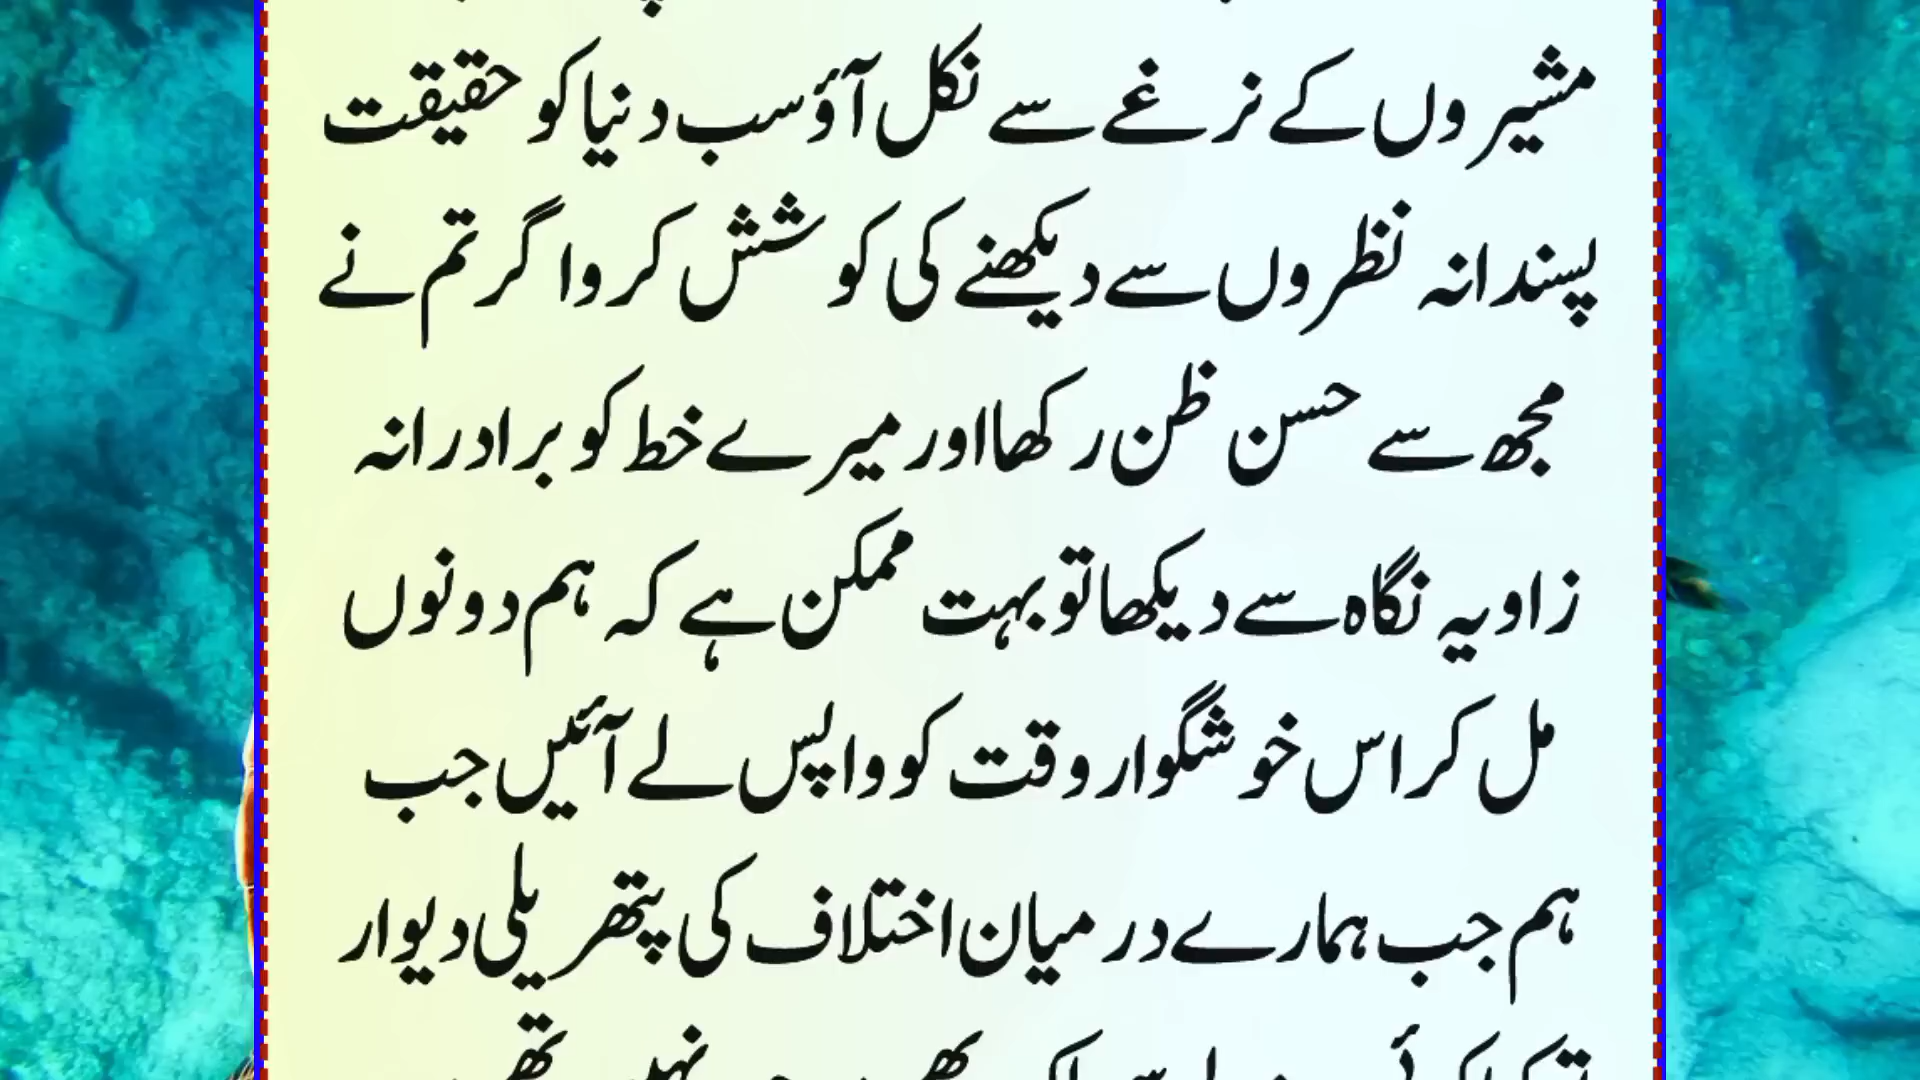 مشیروں کے نرغے سے نکل آؤ سب دنیا کو حقیقت
پسندانہ نظروں سے دیکھنے کی کوشش کرو اگر تم نے
مجھ سے حسن ظن رکھا اور میرے خط کو برادرانہ
زاویہ نگاہ سے دیکھا تو بہت ممکن ہے کہ ہم دونوں
مل کر اس خوشگوار وقت کو واپس لے آئیں جب
ہم جب ہمارے درمیان اختلاف کی پتھریلی دیوار